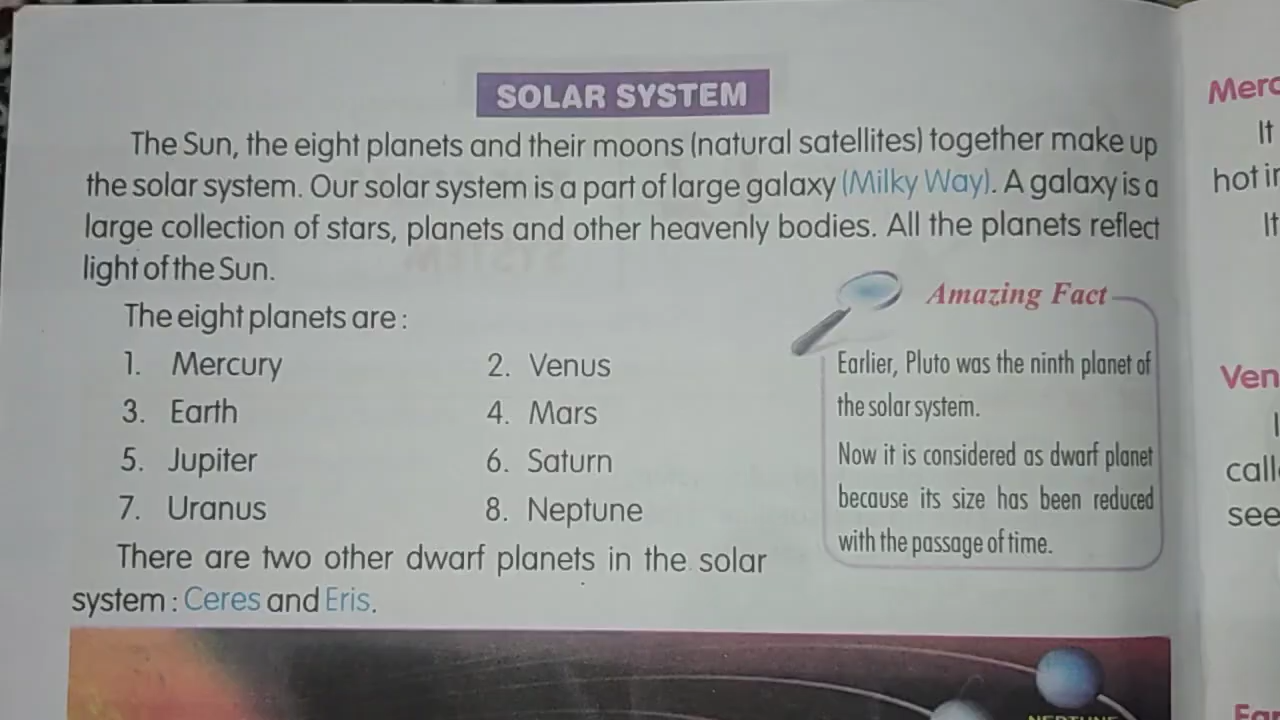 SOLAR SYSTEM
The Sun, the eight planets and their moons (natural satellites) together make up
the solar system. Our solar system is a part of large galaxy (Milky Way). A galaxy is a
large collection of stars, planets and other heavenly bodies. All the planets reflect
light of the Sun.
The eight planets are :
1. Mercury 2. Venus
3. Earth 4. Mars
5. Jupiter 6. Saturn
7. Uranus 8. Neptune
There are two other dwarf planets in the solar
system : Ceres and Eris.
Amazing Fact
Earlier, Pluto was the ninth planet of
the solar system.
Now it is considered as dwarf planet
because its size has been reduced
with the passage of time.
NEPTUNE
Merc
It
hot in
It
Ven
I
call
see